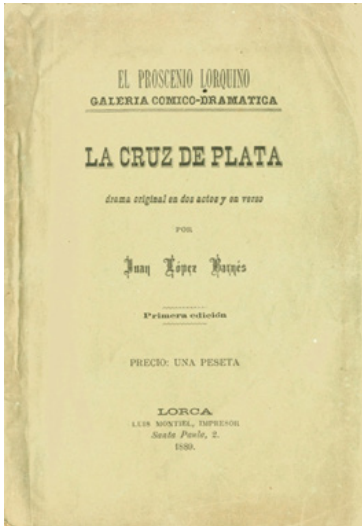 EL PROSCENIO LORQUINO
GALERIA COMICO-DRAMATICA
LA CRUZ DE PLATA
drama original en dos actos y en verso
POR
Juan López Barnés
Primera edición
PRECIO: UNA PESETA
LORCA
LUIS MONTIEL, IMPRESOR
Santa Paula, 2.
1889.